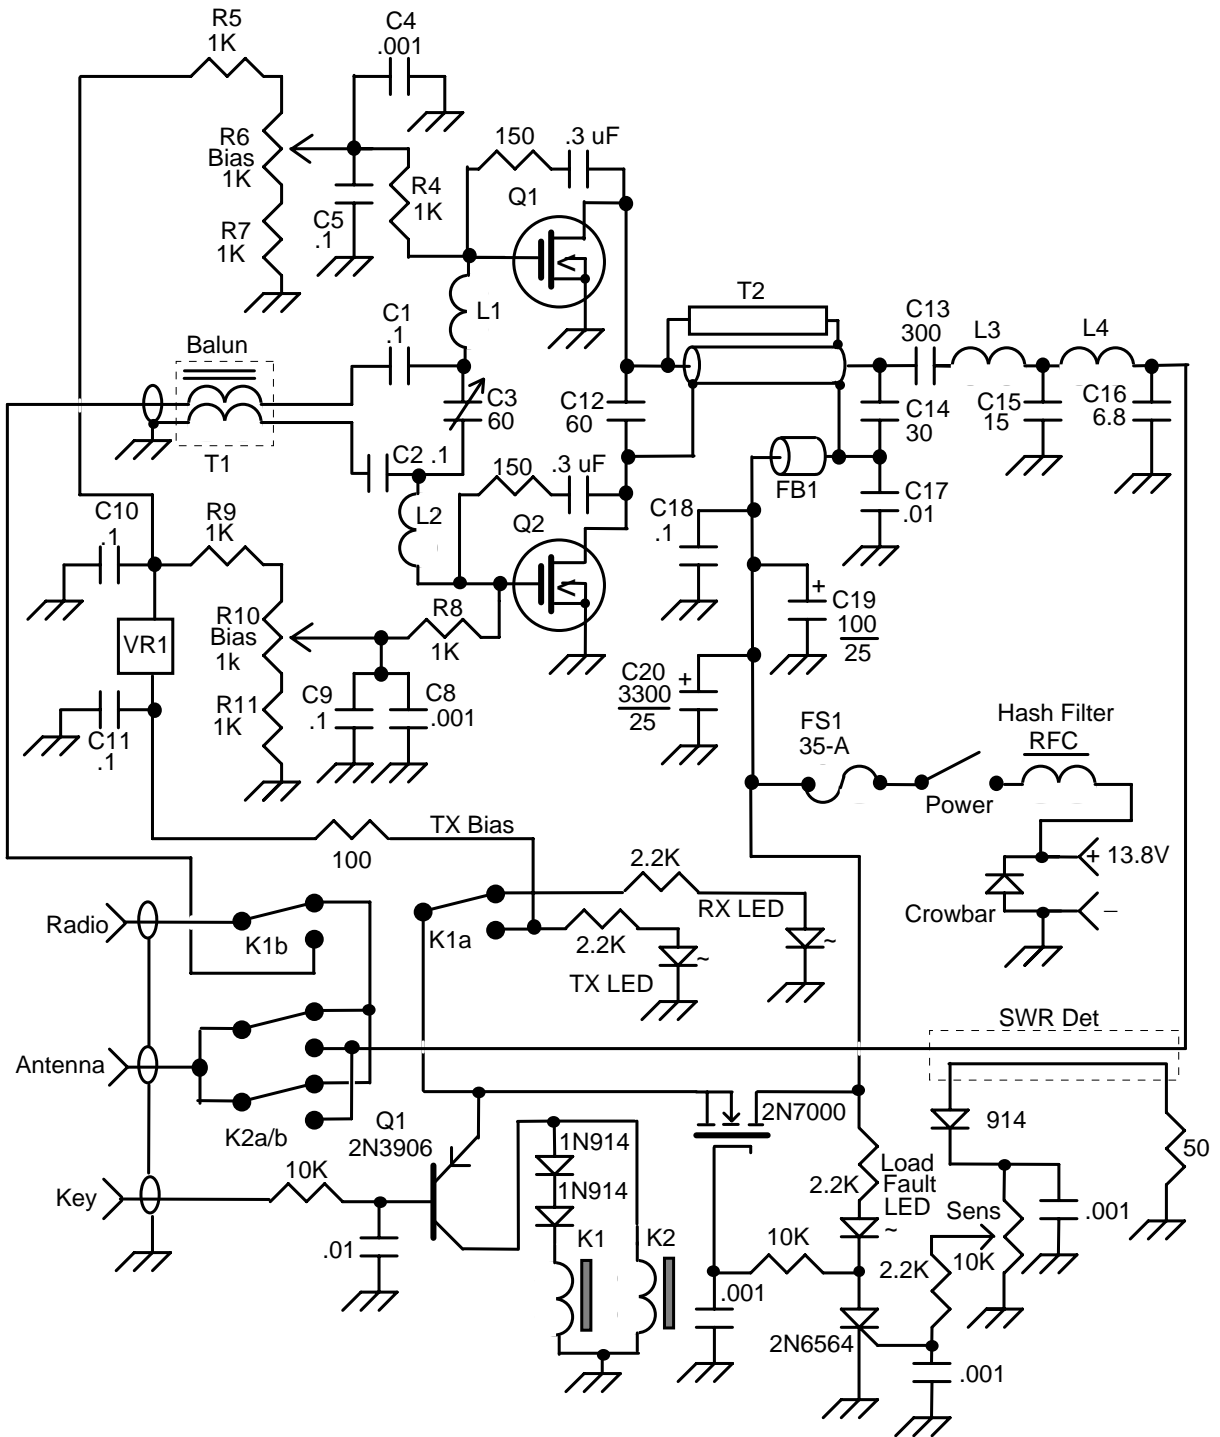 R5
1K
C4
.001
R6
Bias
1K
150
.3 uF
R4
1K
Q1
C5
.1
R7
1K
L1
T2
C1
.1
C13
300
L3
L4
Balun
C3
60
C12
60
C14
30
C15
15
C16
6.8
T1
C2 .1
150
.3 uF
FB1
C17
.01
C10
.1
R9
1K
L2
Q2
C18
.1
R10
Bias
1k
VR1
R8
1K
+
C19
100
25
C20
3300
25
+
R11
1K
C9
.1
C8
.001
C11
.1
FS1
35-A
Hash Filter
RFC
Power
TX Bias
100
2.2K
+ 13.8V
RX LED
Crowbar
–
Radio
K1b
K1a
2.2K
~
~
TX LED
SWR Det
Antenna
K2a/b
Q1
2N3906
2N7000
914
50
1N914
Load
Fault
LED
2.2K
10K
1N914
Key
Sens
.001
~
.01
K1
K2
10K
2.2K
10K
.001
2N6564
.001